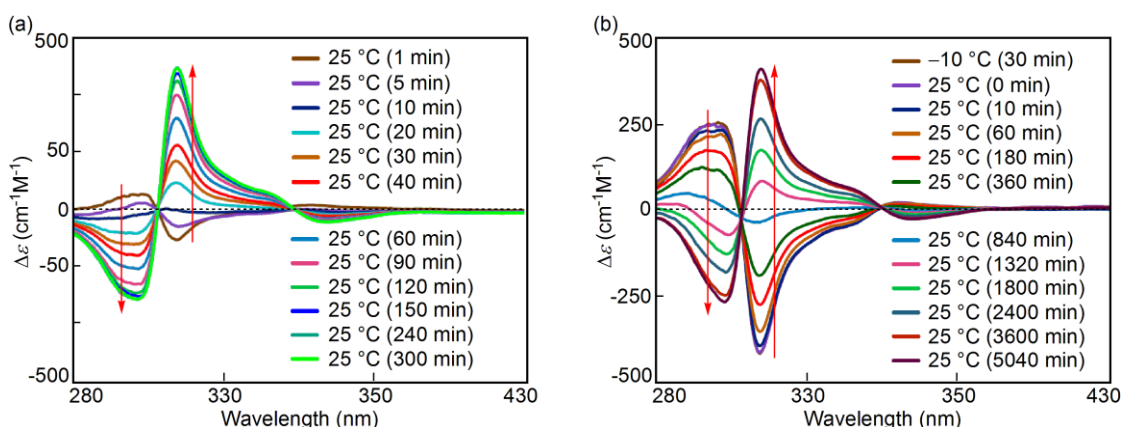 (a)
500
50
0
-50
-500
Δε (cm⁻¹M⁻¹)
25 °C (1 min)
25 °C (5 min)
25 °C (10 min)
25 °C (20 min)
25 °C (30 min)
25 °C (40 min)
25 °C (60 min)
25 °C (90 min)
25 °C (120 min)
25 °C (150 min)
25 °C (240 min)
25 °C (300 min)
280 330 350 430
Wavelength (nm)
(b)
500
250
0
-250
-500
Δε (cm⁻¹M⁻¹)
−10 °C (30 min)
25 °C (0 min)
25 °C (10 min)
25 °C (60 min)
25 °C (180 min)
25 °C (360 min)
25 °C (840 min)
25 °C (1320 min)
25 °C (1800 min)
25 °C (2400 min)
25 °C (3600 min)
25 °C (5040 min)
280 330 350 430
Wavelength (nm)